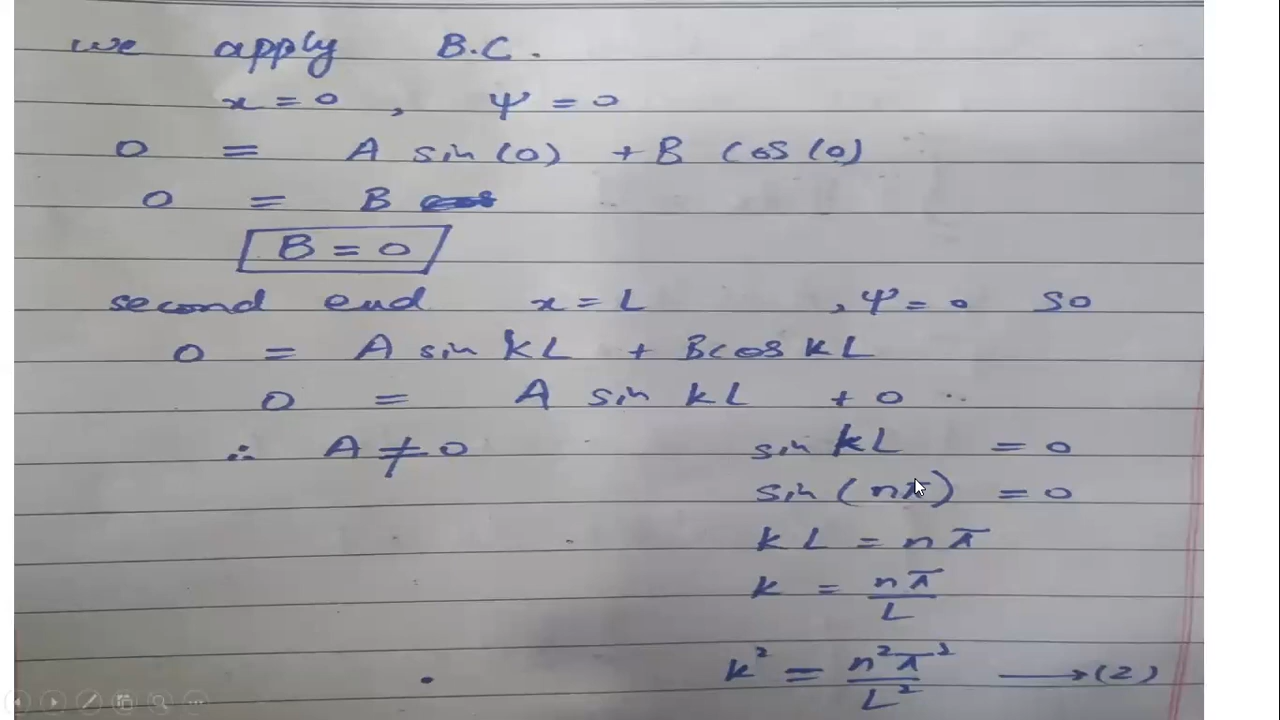 we apply B.C.
x = 0 , ψ = 0
0 = A sin (0) + B cos (0)
0 = B
B = 0
second end x = L , ψ = 0 so
0 = A sin kL + B cos kL
0 = A sin kL + 0 ..
∴ A ≠ 0 sin kL = 0
sin (nπ) = 0
kL = nπ
k = nπ/L
k² = n²π²/L² ⟶ (2)